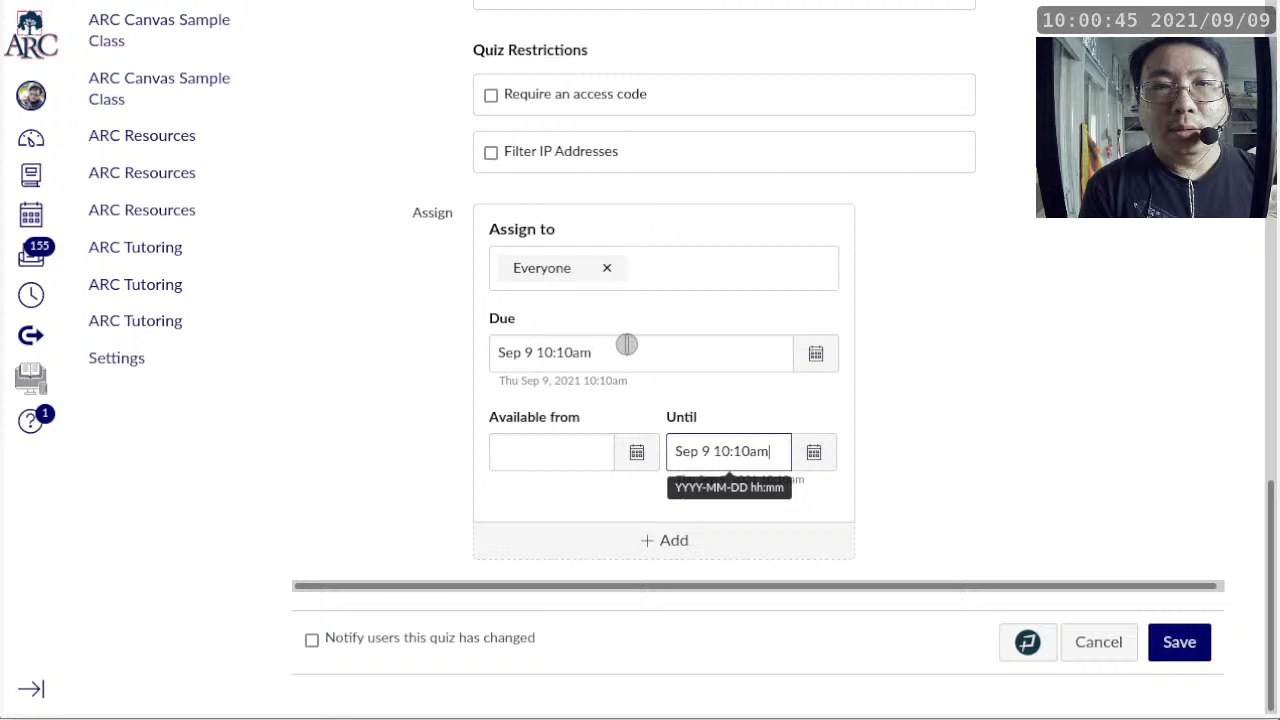 10:00:45 2021/09/09
ARC
ARC Canvas Sample
Class
ARC Canvas Sample
Class
ARC Resources
ARC Resources
ARC Resources
155
ARC Tutoring
ARC Tutoring
ARC Tutoring
Settings
1
Quiz Restrictions
Require an access code
Filter IP Addresses
Assign
Assign to
Everyone
Due
Sep 9 10:10am
Thu Sep 9, 2021 10:10am
Available from
Until
Sep 9 10:10am
YYYY-MM-DD hh:mm
+ Add
Notify users this quiz has changed
Cancel
Save